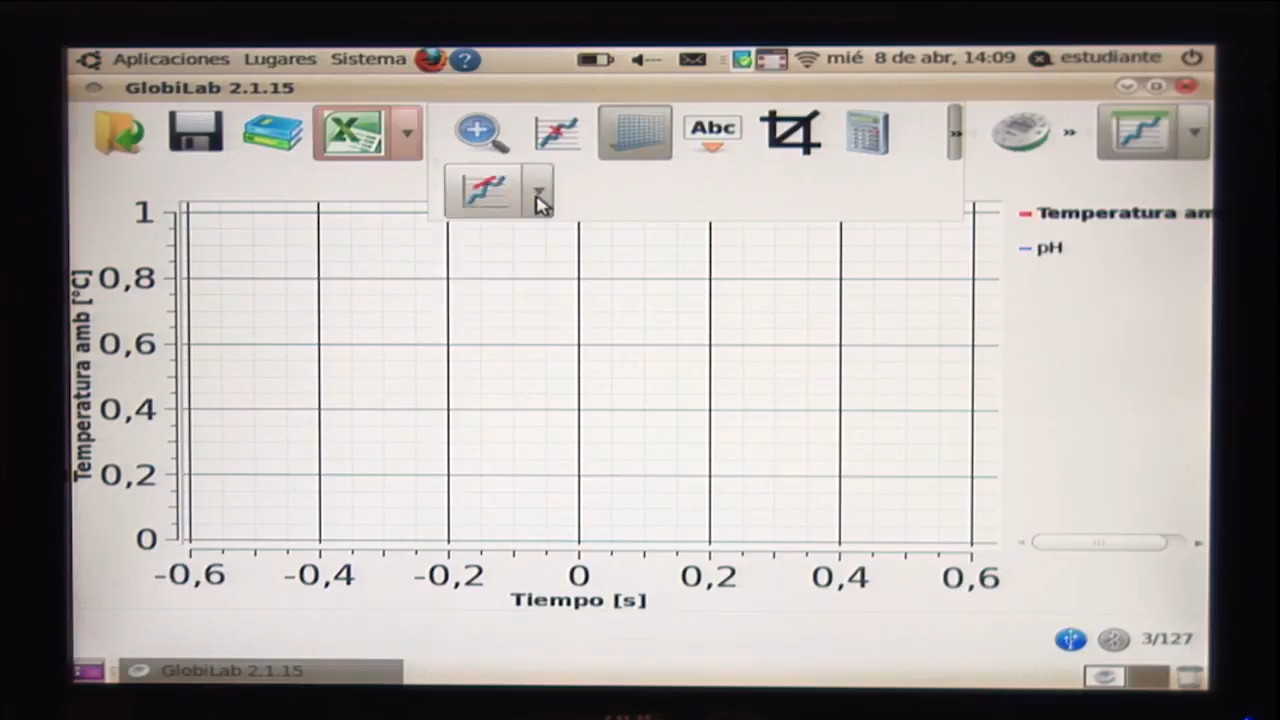 Aplicaciones Lugares Sistema mié 8 de abr, 14:09 estudiante
GlobiLab 2.1.15
Abc
1
0,8
0,6
0,4
0,2
0
Temperatura amb [°C]
-0,6 -0,4 -0,2 0 0,2 0,4 0,6
Tiempo [s]
Temperatura am
pH
3/127
GlobiLab 2.1.15